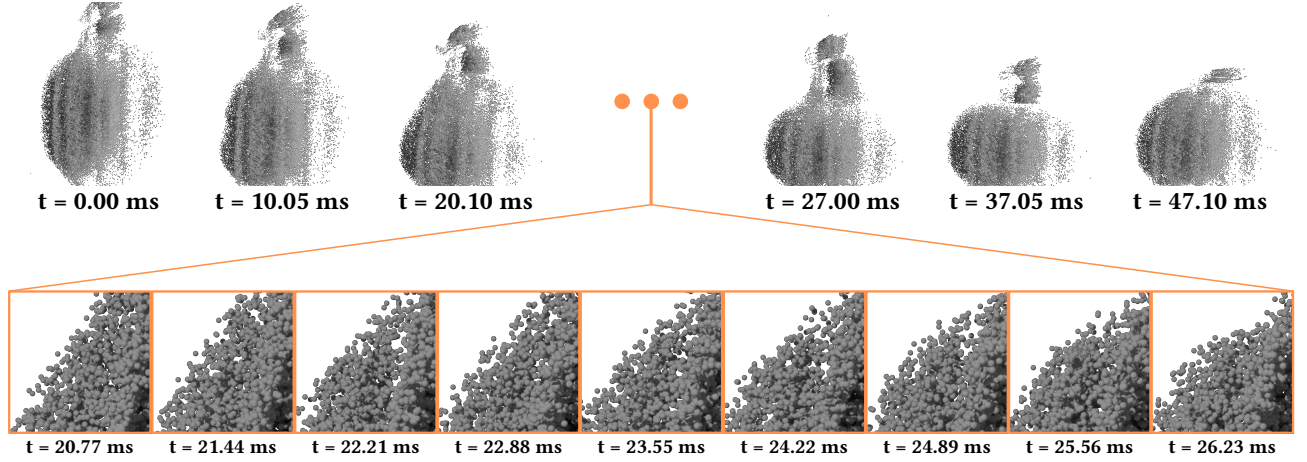 t = 0.00 ms
t = 10.05 ms
t = 20.10 ms
t = 27.00 ms
t = 37.05 ms
t = 47.10 ms
t = 20.77 ms
t = 21.44 ms
t = 22.21 ms
t = 22.88 ms
t = 23.55 ms
t = 24.22 ms
t = 24.89 ms
t = 25.56 ms
t = 26.23 ms